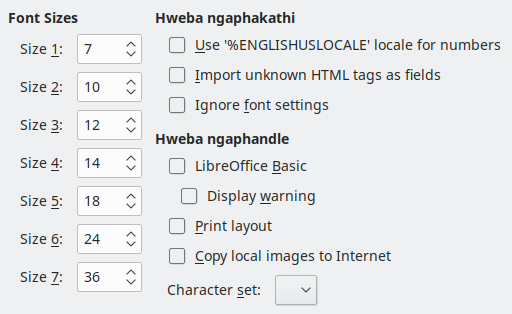 Font Sizes
Size 1: 7
Size 2: 10
Size 3: 12
Size 4: 14
Size 5: 18
Size 6: 24
Size 7: 36
Hweba ngaphakathi
Use '%ENGLISHUSLOCALE' locale for numbers
Import unknown HTML tags as fields
Ignore font settings
Hweba ngaphandle
LibreOffice Basic
Display warning
Print layout
Copy local images to Internet
Character set: